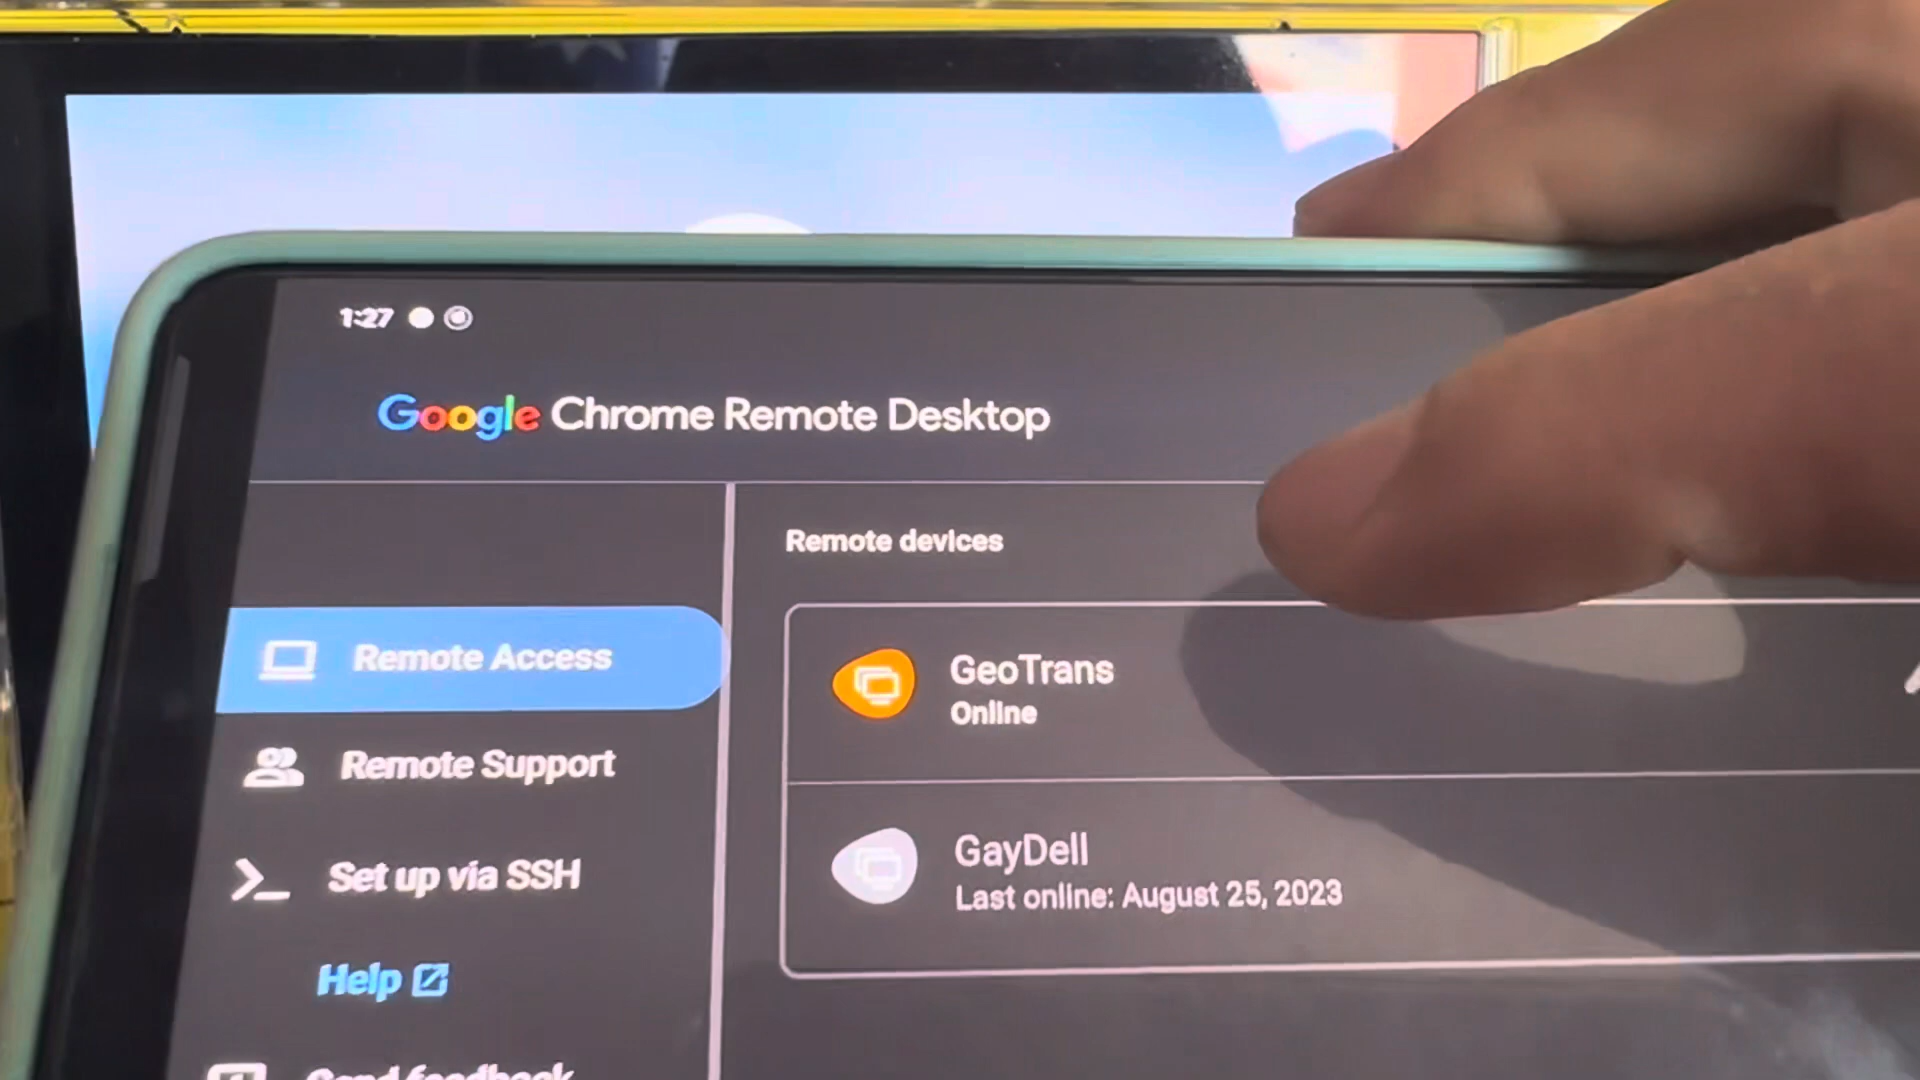 1:27
Google Chrome Remote Desktop
Remote devices
Remote Access
GeoTrans
Online
Remote Support
GayDell
Last online: August 25, 2023
Set up via SSH
Help
Send feedback